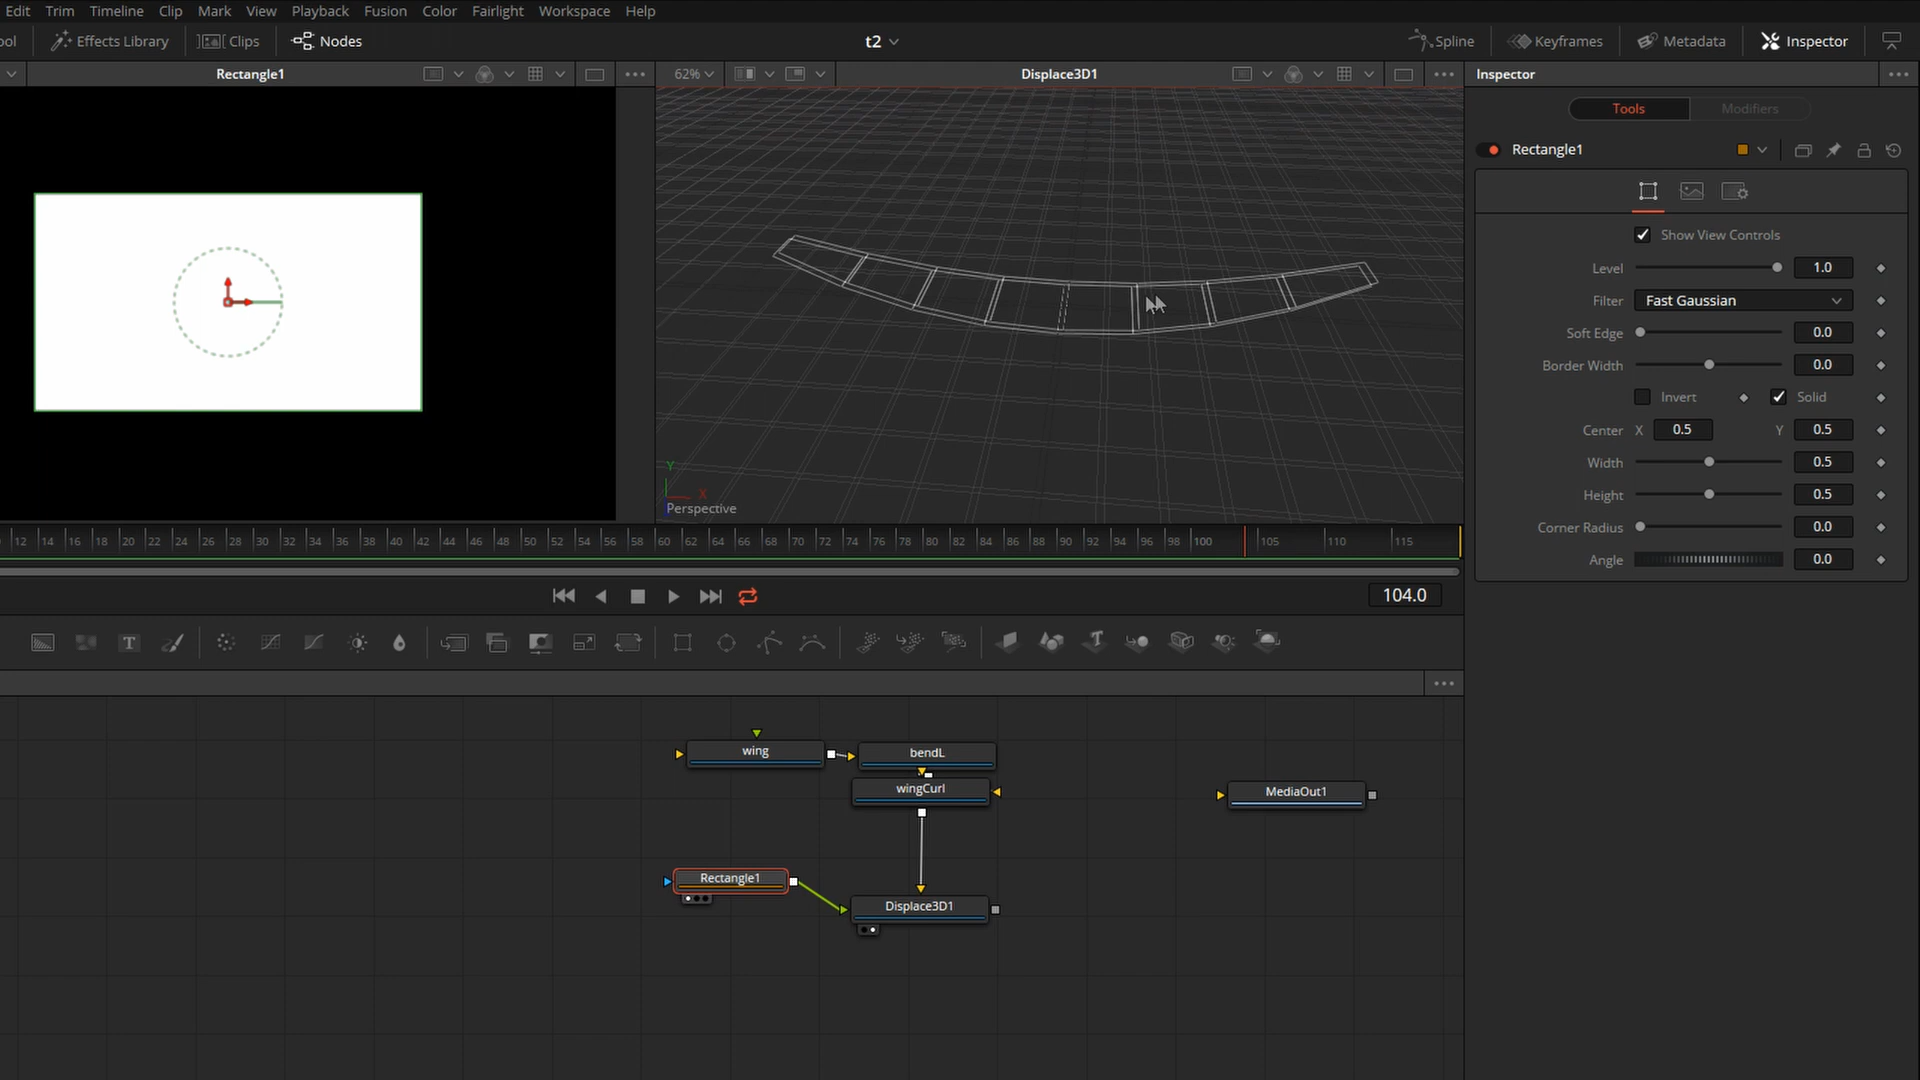 Edit Trim Timeline Clip Mark View Playback Fusion Color Fairlight Workspace Help
ool Effects Library Clips Nodes t2 Spline Keyframes Metadata Inspector
Rectangle1 62% Displace3D1 Inspector
Tools Modifiers
Rectangle1
Show View Controls
Level 1.0
Filter Fast Gaussian
Soft Edge 0.0
Border Width 0.0
Invert Solid
Center X 0.5 Y 0.5
Width 0.5
Height 0.5
Corner Radius 0.0
Angle 0.0
Y
X
Perspective
12 14 16 18 20 22 24 26 28 30 32 34 36 38 40 42 44 46 48 50 52 54 56 58 60 62 64 66 68 70 72 74 76 78 80 82 84 86 88 90 92 94 96 98 100 105 110 115
104.0
T
wing
bendL
wingCurl
MediaOut1
Rectangle1
Displace3D1